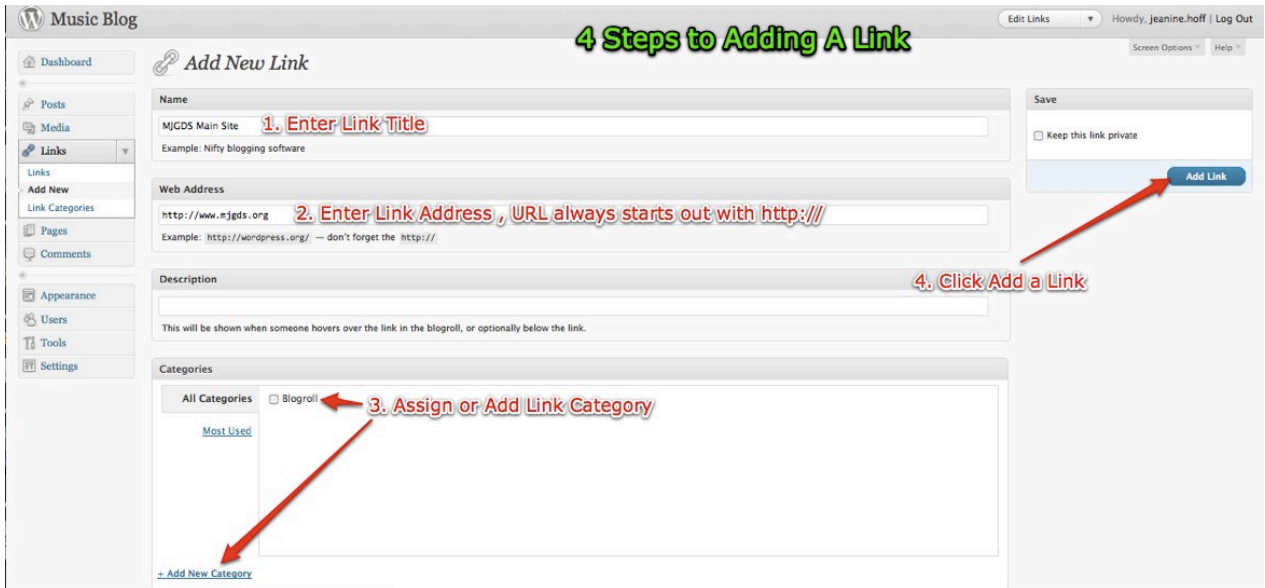 Music Blog
Edit Links
Howdy, jeanine.hoff | Log Out
4 Steps to Adding A Link
Screen Options
Help
Dashboard
Posts
Media
Links
Links
Add New
Link Categories
Pages
Comments
Appearance
Users
Tools
Settings
Add New Link
Name
MJGDS Main Site
1. Enter Link Title
Example: Nifty blogging software
Web Address
http://www.mjgds.org
2. Enter Link Address , URL always starts out with http://
Example: http://wordpress.org/ — don't forget the http://
Description
This will be shown when someone hovers over the link in the blogroll, or optionally below the link.
Categories
All Categories
Blogroll
3. Assign or Add Link Category
Most Used
+ Add New Category
Save
Keep this link private
Add Link
4. Click Add a Link